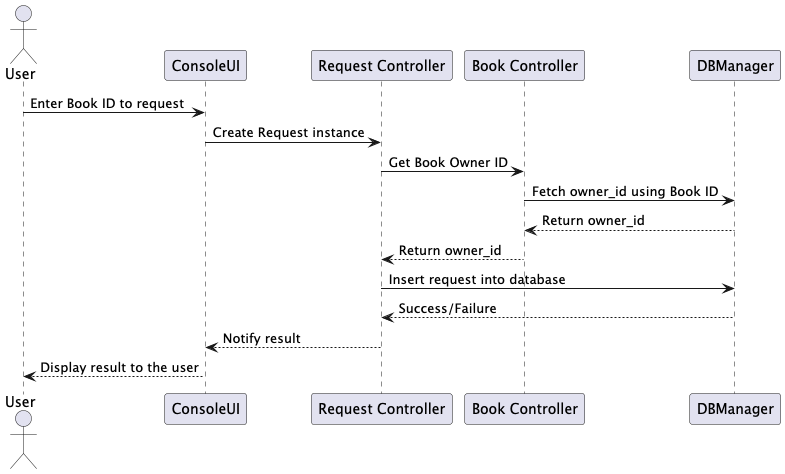 User
ConsoleUI
Request Controller
Book Controller
DBManager
Enter Book ID to request
Create Request instance
Get Book Owner ID
Fetch owner_id using Book ID
Return owner_id
Return owner_id
Insert request into database
Success/Failure
Notify result
Display result to the user
User
ConsoleUI
Request Controller
Book Controller
DBManager